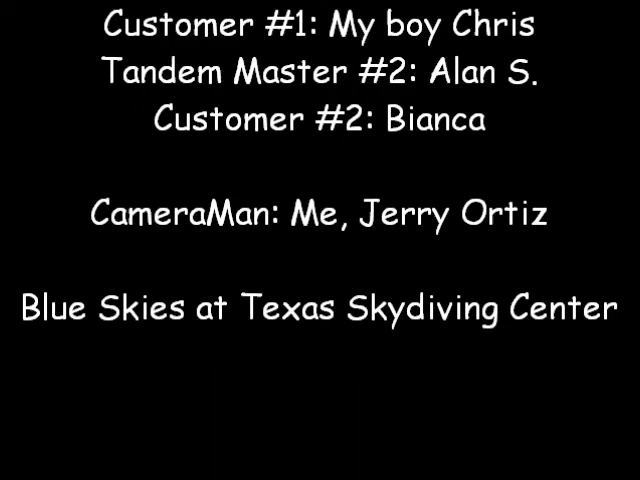 Customer #1: My boy Chris
Tandem Master #2: Alan S.
Customer #2: Bianca
CameraMan: Me, Jerry Ortiz
Blue Skies at Texas Skydiving Center